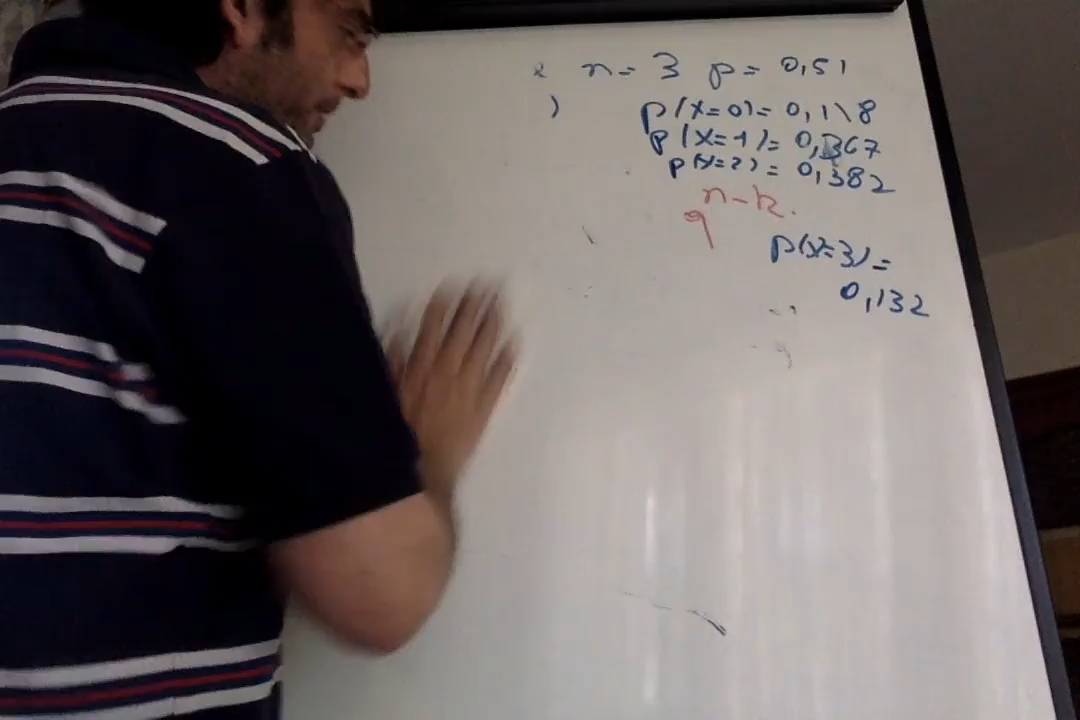 n = 3 p = 0,51
) p(X=0) = 0,118
p(X=1) = 0,367
p(X=2) = 0,382
q^n-k.
p(X=3) =
0,132